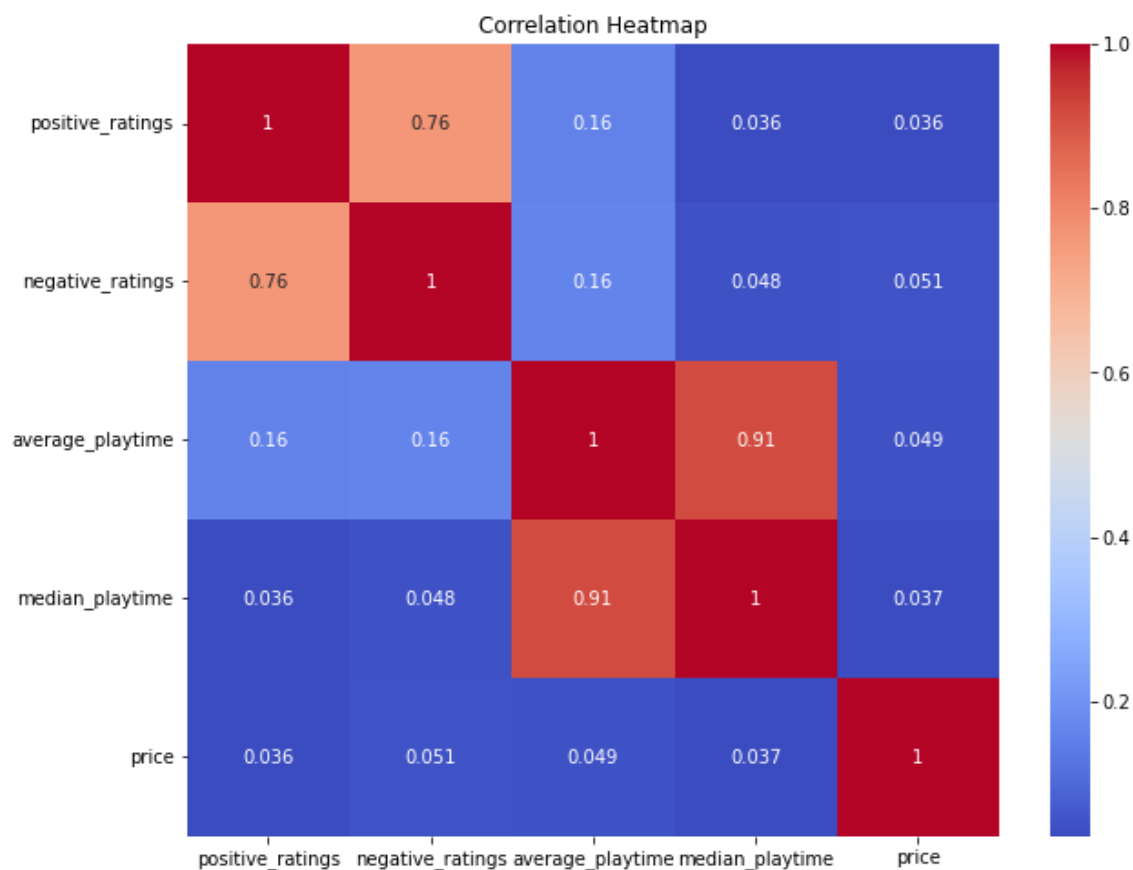 Correlation Heatmap
positive_ratings 1 0.76 0.16 0.036 0.036
negative_ratings 0.76 1 0.16 0.048 0.051
average_playtime 0.16 0.16 1 0.91 0.049
median_playtime 0.036 0.048 0.91 1 0.037
price 0.036 0.051 0.049 0.037 1
positive_ratings negative_ratings average_playtime median_playtime price
1.0
0.8
0.6
0.4
0.2